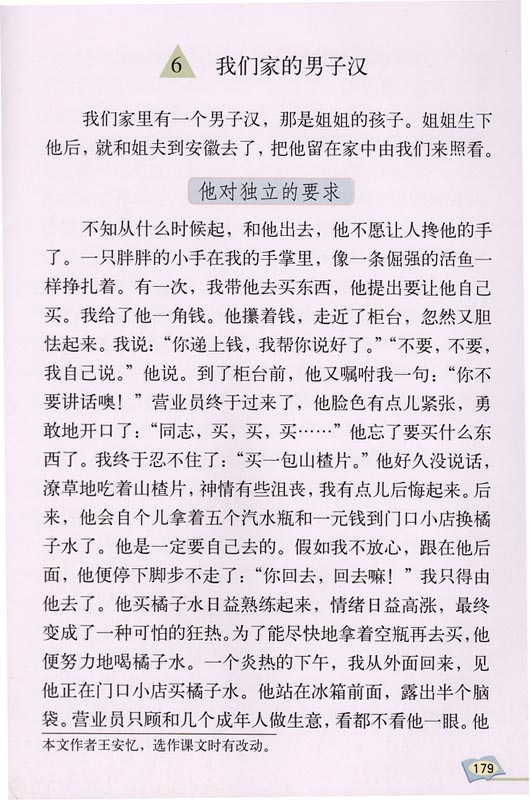 6 我们家的男子汉
我们家里有一个男子汉，那是姐姐的孩子。姐姐生下
他后，就和姐夫到安徽去了，把他留在家中由我们来照看。
他对独立的要求
不知从什么时候起，和他出去，他不愿让人搀他的手
了。一只胖胖的小手在我的手掌里，像一条倔强的活鱼一
样挣扎着。有一次，我带他去买东西，他提出要让他自己
买。我给了他一角钱。他攥着钱，走近了柜台，忽然又胆
怯起来。我说：“你递上钱，我帮你说好了。”“不要，不要，
我自己说。”他说。到了柜台前，他又嘱咐我一句：“你不
要讲话噢！”营业员终于过来了，他脸色有点儿紧张，勇
敢地开口了：“同志，买，买，买……”他忘了要买什么东
西了。我终于忍不住了：“买一包山楂片。”他好久没说话，
潦草地吃着山楂片，神情有些沮丧，我有点儿后悔起来。后
来，他会自个儿拿着五个汽水瓶和一元钱到门口小店换橘
子水了。他是一定要自己去的。假如我不放心，跟在他后
面，他便停下脚步不走了：“你回去，回去嘛！”我只得由
他去了。他买橘子水日益熟练起来，情绪日益高涨，最终
变成了一种可怕的狂热。为了能尽快地拿着空瓶再去买，他
便努力地喝橘子水。一个炎热的下午，我从外面回来，见
他正在门口小店买橘子水。他站在冰箱前面，露出半个脑
袋。营业员只顾和几个成年人做生意，看都不看他一眼。他
本文作者王安忆，选作课文时有改动。
179